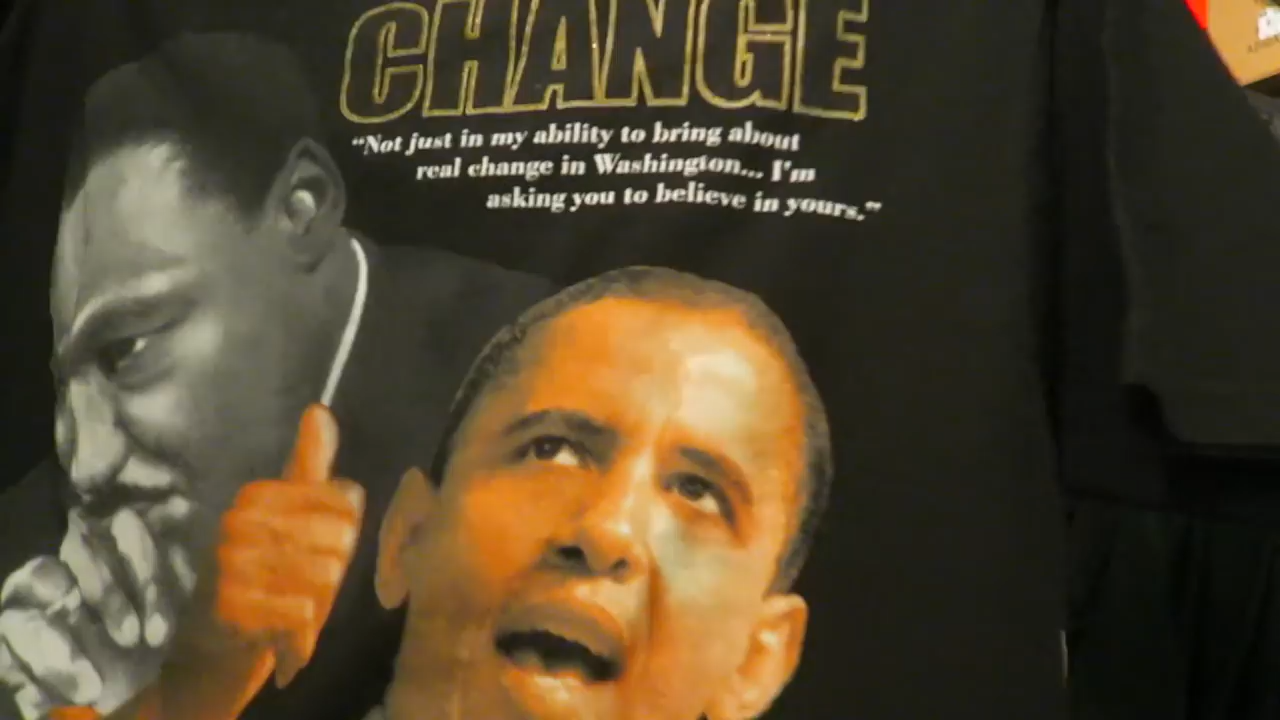 CHANGE
“Not just in my ability to bring about
real change in Washington... I'm
asking you to believe in yours.”